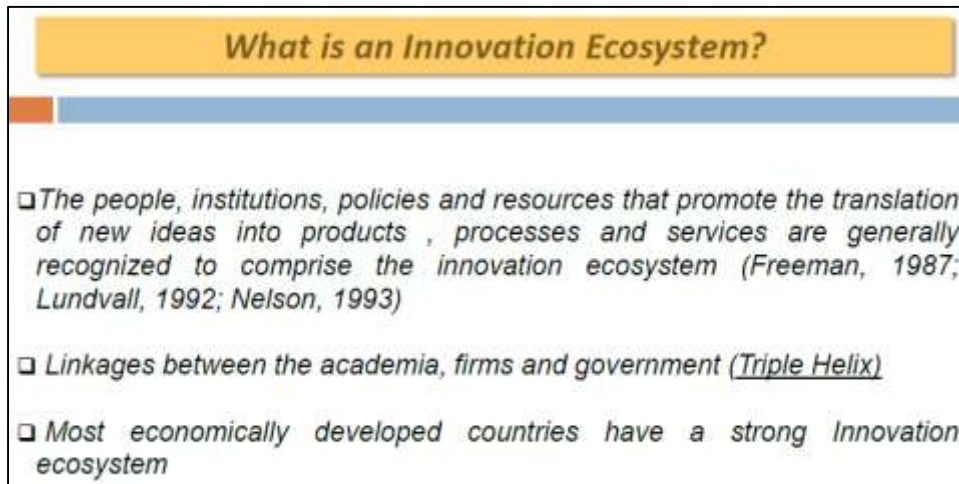 What is an Innovation Ecosystem?
❑The people, institutions, policies and resources that promote the translation
of new ideas into products , processes and services are generally
recognized to comprise the innovation ecosystem (Freeman, 1987;
Lundvall, 1992; Nelson, 1993)
❑ Linkages between the academia, firms and government (Triple Helix)
❑ Most economically developed countries have a strong Innovation
ecosystem